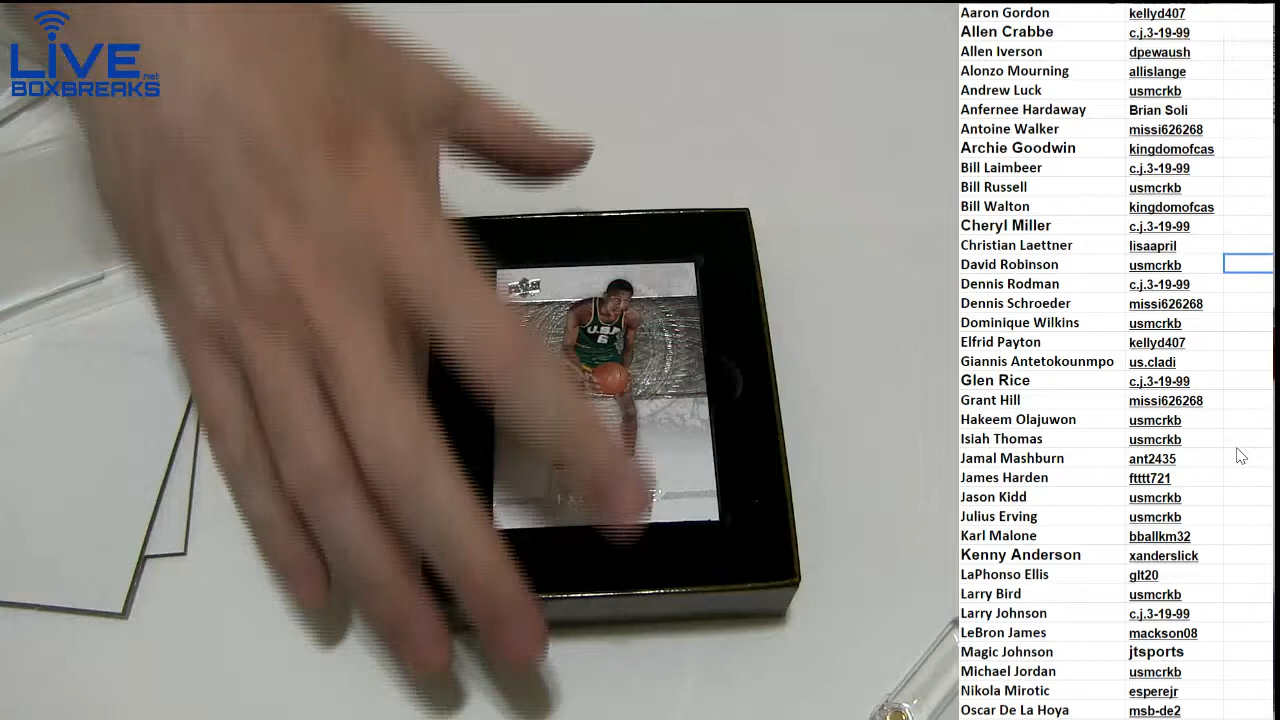 LIVE.net
BOXBREAKS
U.S.F
6
Aaron Gordon kellyd407
Allen Crabbe c.j.3-19-99
Allen Iverson dpewaush
Alonzo Mourning allislange
Andrew Luck usmcrkb
Anfernee Hardaway Brian Soli
Antoine Walker missi626268
Archie Goodwin kingdomofcas
Bill Laimbeer c.j.3-19-99
Bill Russell usmcrkb
Bill Walton kingdomofcas
Cheryl Miller c.j.3-19-99
Christian Laettner lisaapril
David Robinson usmcrkb
Dennis Rodman c.j.3-19-99
Dennis Schroeder missi626268
Dominique Wilkins usmcrkb
Elfrid Payton kellyd407
Giannis Antetokounmpo us.cladi
Glen Rice c.j.3-19-99
Grant Hill missi626268
Hakeem Olajuwon usmcrkb
Isiah Thomas usmcrkb
Jamal Mashburn ant2435
James Harden ftttt721
Jason Kidd usmcrkb
Julius Erving usmcrkb
Karl Malone bballkm32
Kenny Anderson xanderslick
LaPhonso Ellis glt20
Larry Bird usmcrkb
Larry Johnson c.j.3-19-99
LeBron James mackson08
Magic Johnson jtsports
Michael Jordan usmcrkb
Nikola Mirotic esperejr
Oscar De La Hoya msb-de2